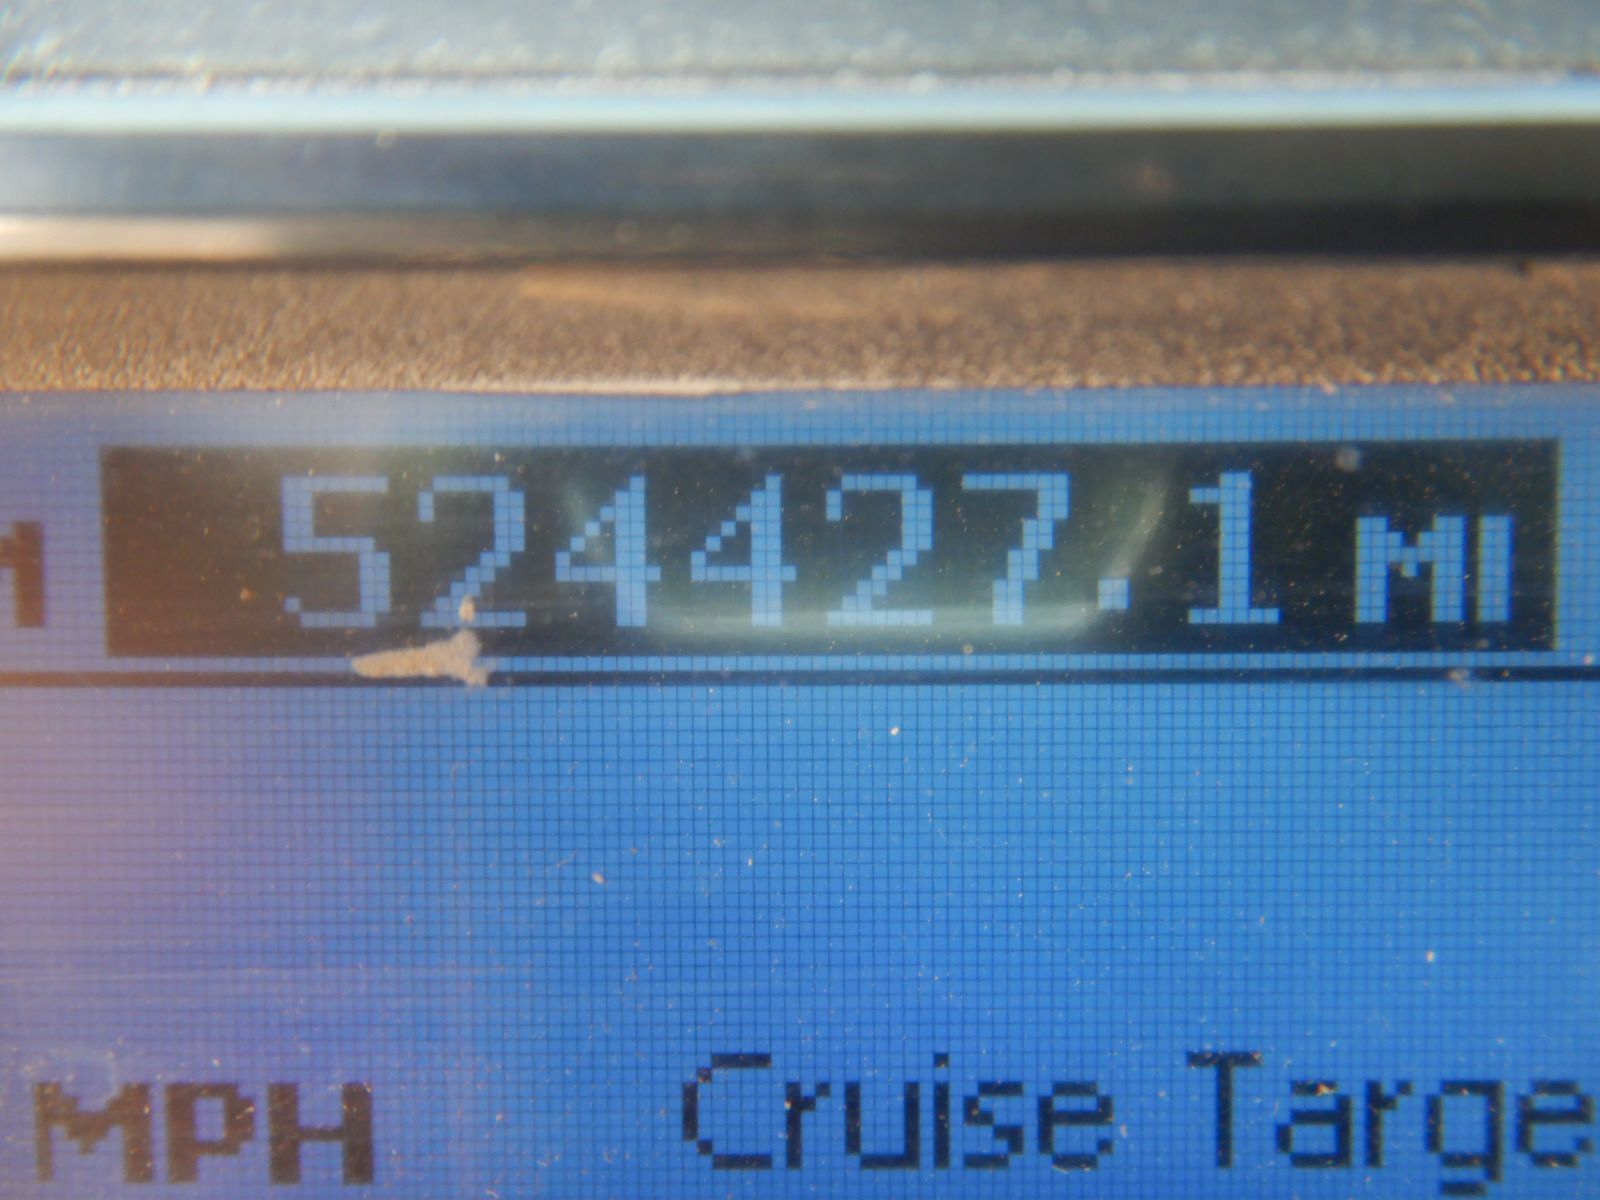 524427.1 MI
MPH Cruise Targe